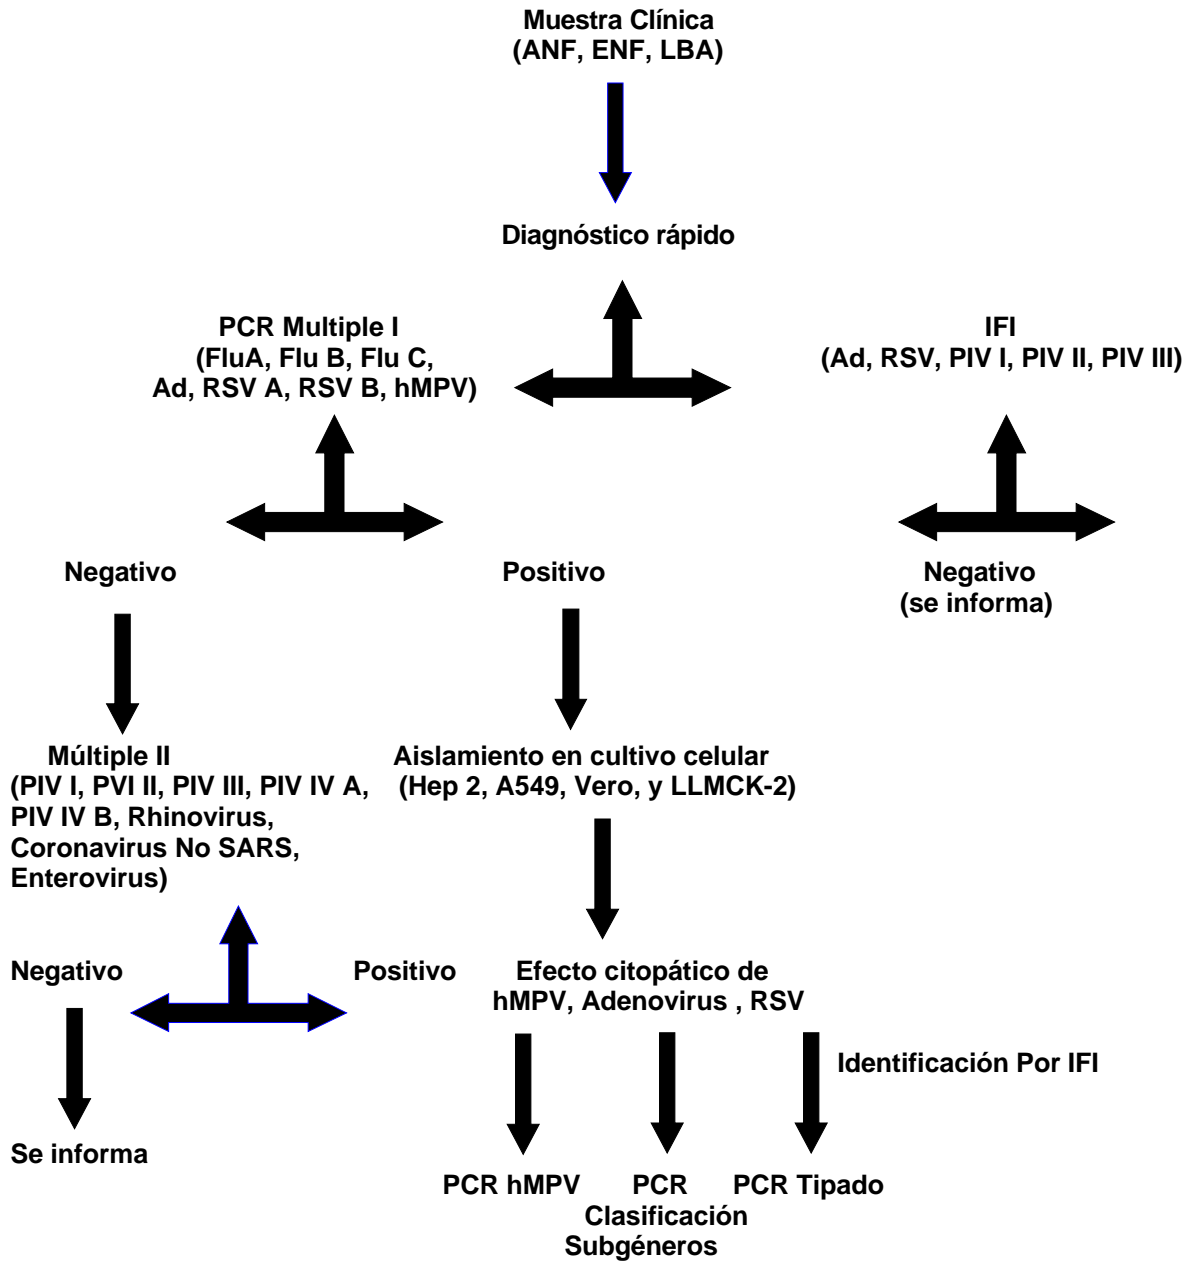 Muestra Clínica
(ANF, ENF, LBA)
Diagnóstico rápido
PCR Multiple I
(FluA, Flu B, Flu C,
Ad, RSV A, RSV B, hMPV)
IFI
(Ad, RSV, PIV I, PIV II, PIV III)
Negativo
Positivo
Negativo
(se informa)
Múltiple II
(PIV I, PVI II, PIV III, PIV IV A,
PIV IV B, Rhinovirus,
Coronavirus No SARS,
Enterovirus)
Aislamiento en cultivo celular
(Hep 2, A549, Vero, y LLMCK-2)
Negativo
Positivo
Efecto citopático de
hMPV, Adenovirus , RSV
Identificación Por IFI
Se informa
PCR hMPV
PCR
Clasificación
Subgéneros
PCR Tipado